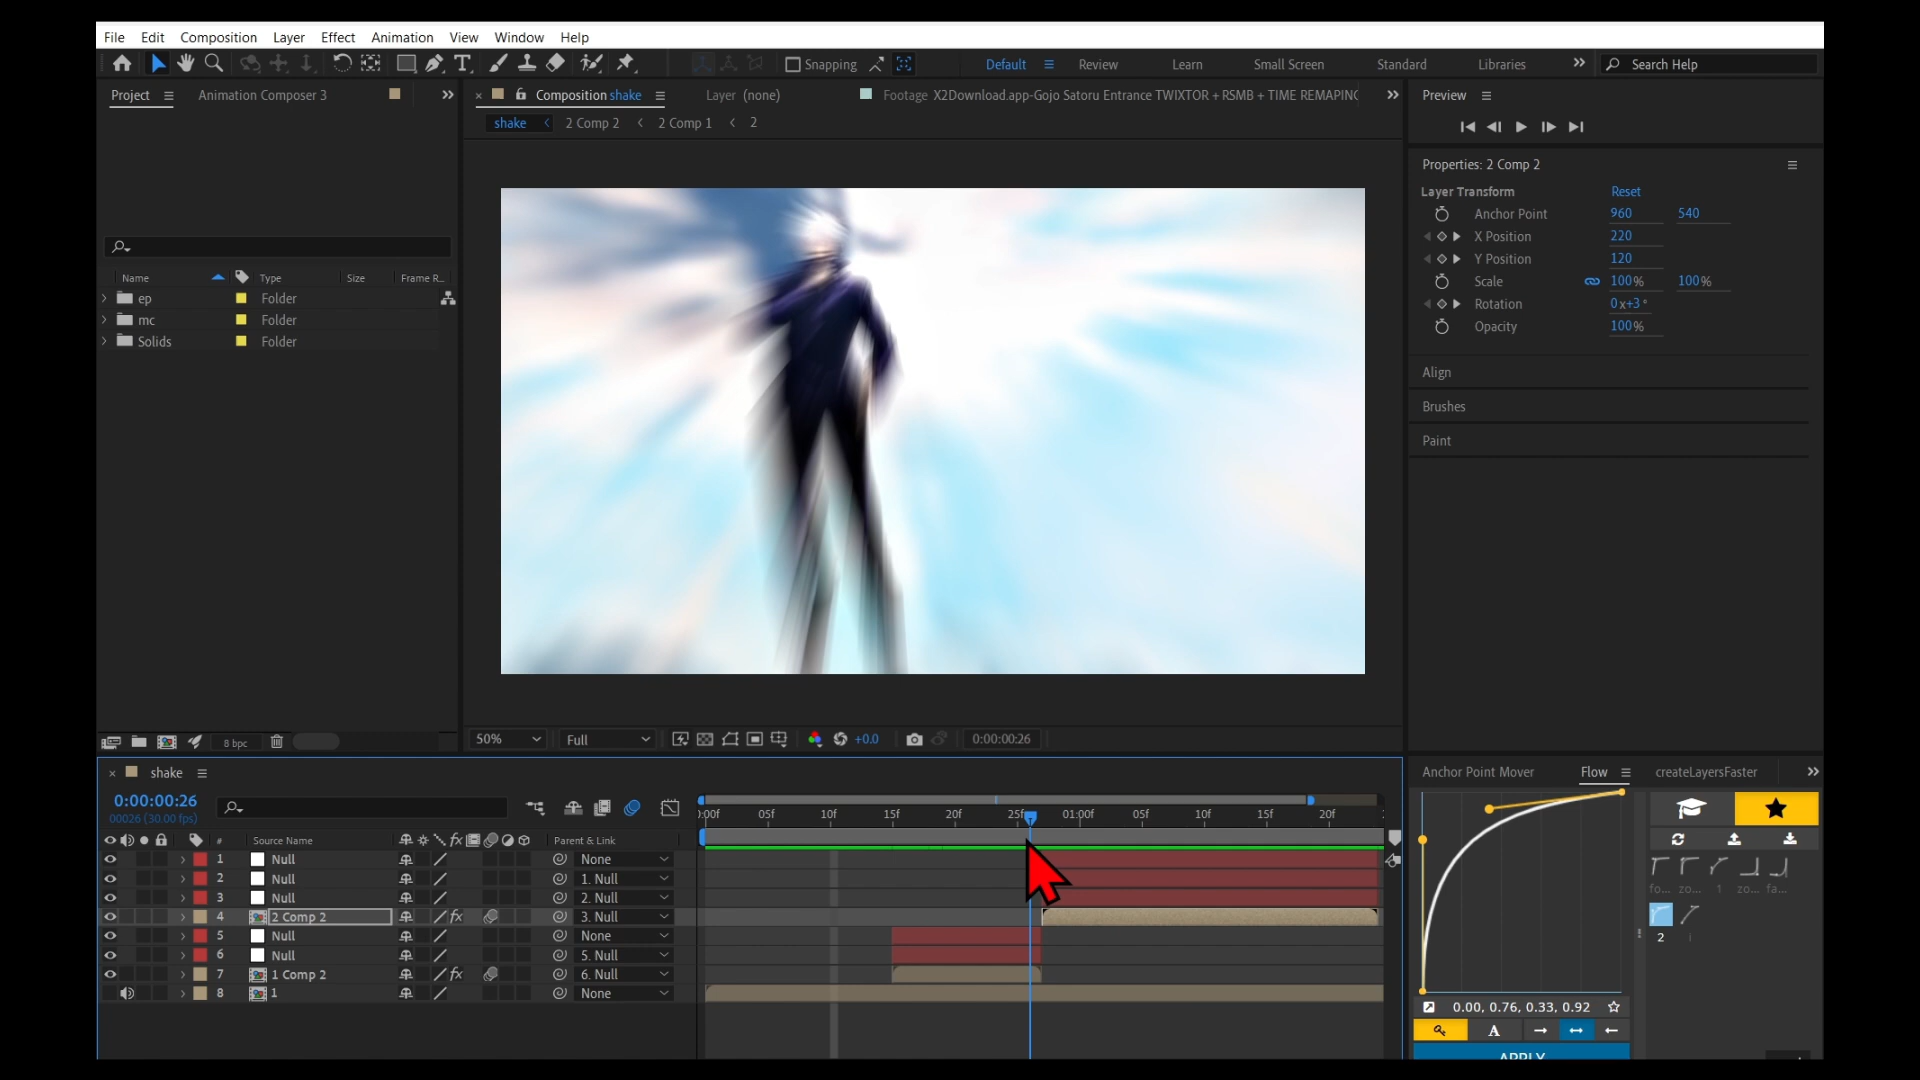 File Edit Composition Layer Effect Animation View Window Help
Snapping Default Review Learn Small Screen Standard Libraries Search Help
Project Animation Composer 3 Composition shake Layer (none) Footage X2Download.app-Gojo Satoru Entrance TWIXTOR + RSMB + TIME REMAPING Preview
shake 2 Comp 2 2 Comp 1 2
Properties: 2 Comp 2
Layer Transform Reset
Anchor Point 960 540
X Position 220
Y Position 120
Scale 100% 100%
Rotation 0x+3°
Opacity 100%
Align
Brushes
Paint
Name Type Size Frame R...
ep Folder
mc Folder
Solids Folder
8 bpc
50% Full +0.0 0:00:00:26
shake
0:00:00:26
00026 (30.00 fps)
:00f 05f 10f 15f 20f 25f 01:00f 05f 10f 15f 20f
# Source Name Parent & Link
1 Null None
2 Null 1. Null
3 Null 2. Null
4 2 Comp 2 3. Null
5 Null None
6 Null 5. Null
7 1 Comp 2 6. Null
8 1 None
Anchor Point Mover Flow createLayersFaster
fo... zo... 1 zo... fa...
2
0.00, 0.76, 0.33, 0.92
A
APPLY